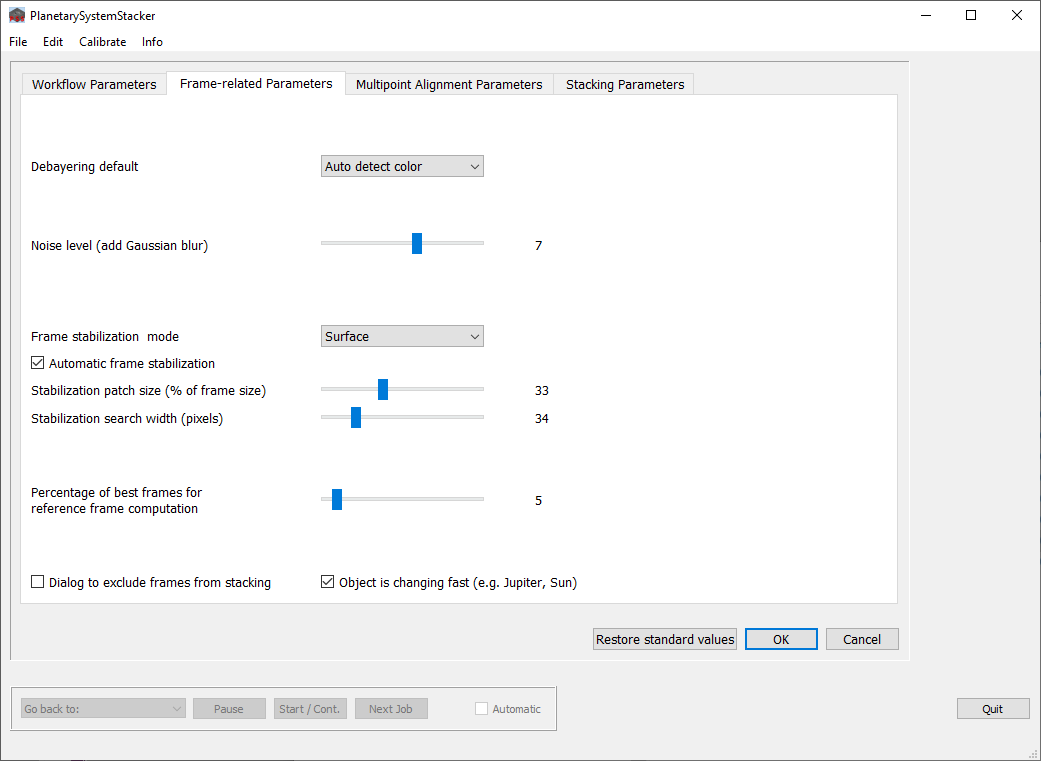 PlanetarySystemStacker
File Edit Calibrate Info
Workflow Parameters Frame-related Parameters Multipoint Alignment Parameters Stacking Parameters
Debayering default Auto detect color
Noise level (add Gaussian blur) 7
Frame stabilization  mode Surface
Automatic frame stabilization
Stabilization patch size (% of frame size) 33
Stabilization search width (pixels) 34
Percentage of best frames for
reference frame computation 5
Dialog to exclude frames from stacking Object is changing fast (e.g. Jupiter, Sun)
Restore standard values OK Cancel
Go back to: Pause Start / Cont. Next Job Automatic Quit